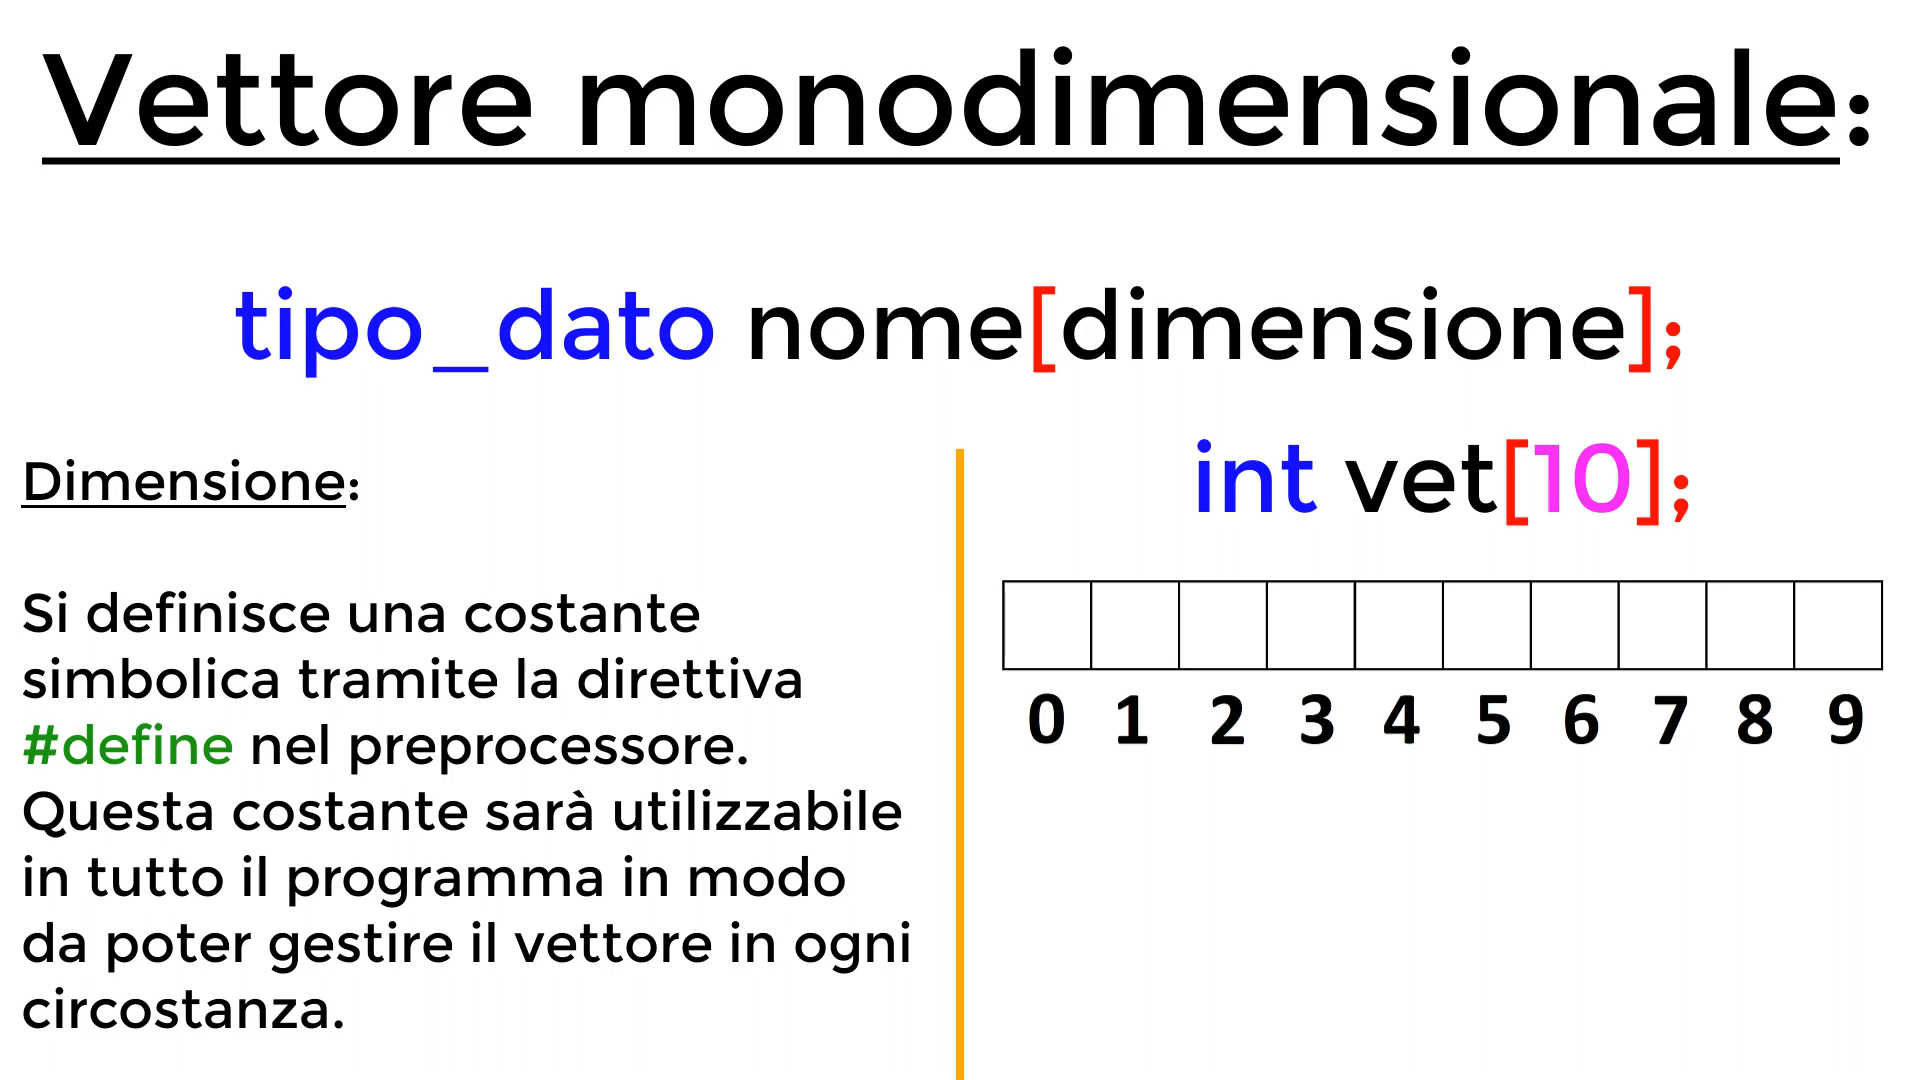 Vettore monodimensionale:
tipo_dato nome[dimensione];
Dimensione:
Si definisce una costante
simbolica tramite la direttiva
#define nel preprocessore.
Questa costante sarà utilizzabile
in tutto il programma in modo
da poter gestire il vettore in ogni
circostanza.
int vet[10];
0 1 2 3 4 5 6 7 8 9